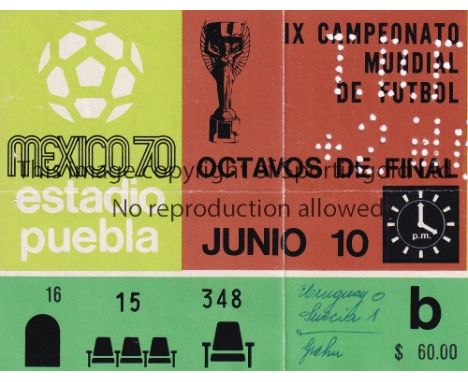 IX CAMPEONATO
MUNDIAL
DE FUTBOL
MEXICO 70
OCTAVOS DE FINAL
This image copyright of sportingold
No reproduction allowed
estadio
puebla
JUNIO 10
p.m.
16
15
348
Uruguay 0
Suecia 1
b
$ 60.00